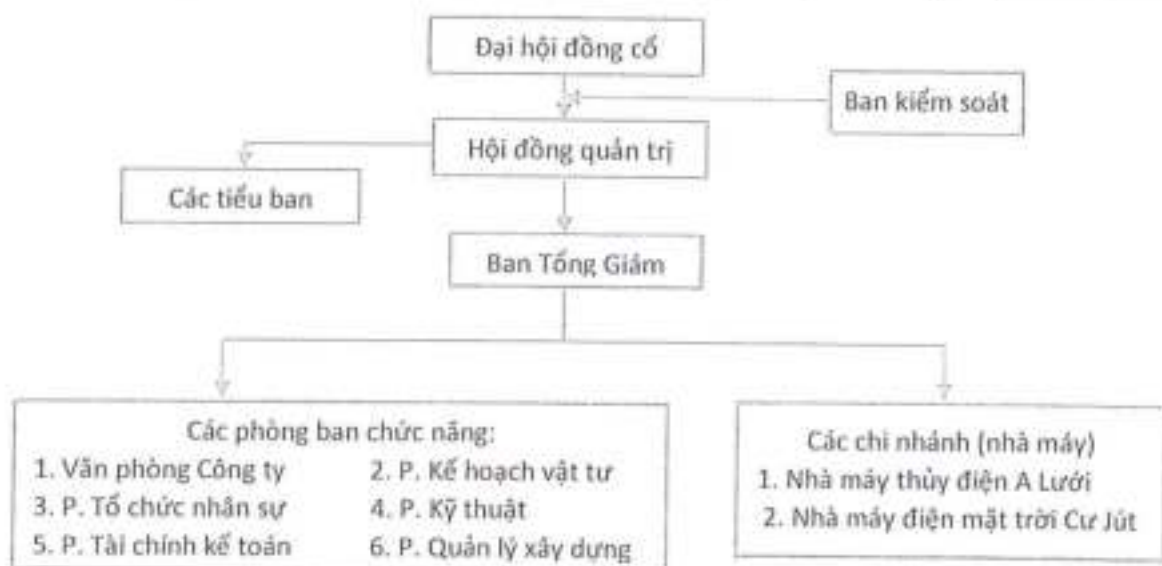 Đại hội đồng cổ
Ban kiểm soát
Hội đồng quản trị
Các tiểu ban
Ban Tổng Giám
Các phòng ban chức năng:
1. Văn phòng Công ty 2. P. Kế hoạch vật tư
3. P. Tổ chức nhân sự 4. P. Kỹ thuật
5. P. Tài chính kế toán 6. P. Quản lý xây dựng
Các chi nhánh (nhà máy)
1. Nhà máy thủy điện A Lưới
2. Nhà máy điện mặt trời Cư Jút